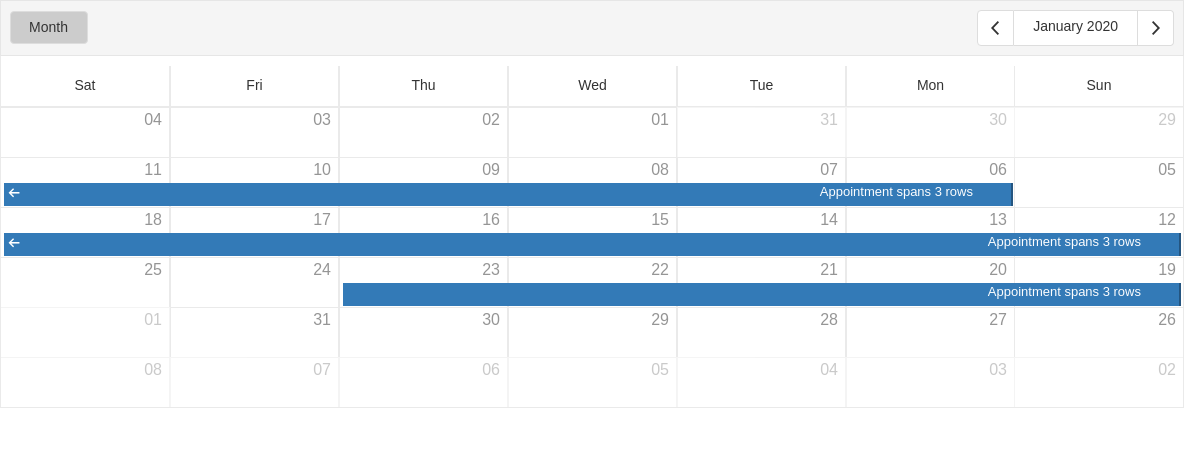 Month
January 2020
Sat Fri Thu Wed Tue Mon Sun
04 03 02 01 31 30 29
11 10 09 08 07 06 05
Appointment spans 3 rows
18 17 16 15 14 13 12
Appointment spans 3 rows
25 24 23 22 21 20 19
Appointment spans 3 rows
01 31 30 29 28 27 26
08 07 06 05 04 03 02